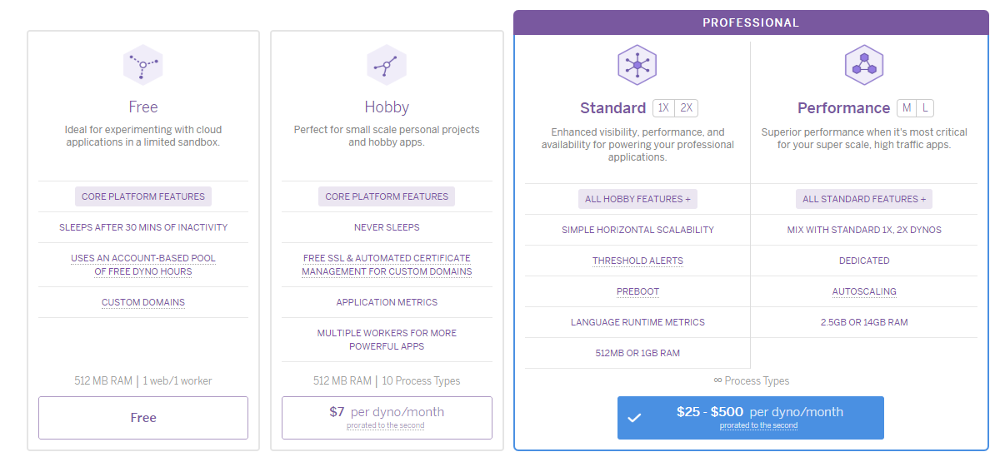 PROFESSIONAL
Free
Ideal for experimenting with cloud
applications in a limited sandbox.
CORE PLATFORM FEATURES
SLEEPS AFTER 30 MINS OF INACTIVITY
USES AN ACCOUNT-BASED POOL
OF FREE DYNO HOURS
CUSTOM DOMAINS
512 MB RAM | 1 web/1 worker
Free
Hobby
Perfect for small scale personal projects
and hobby apps.
CORE PLATFORM FEATURES
NEVER SLEEPS
FREE SSL & AUTOMATED CERTIFICATE
MANAGEMENT FOR CUSTOM DOMAINS
APPLICATION METRICS
MULTIPLE WORKERS FOR MORE
POWERFUL APPS
512 MB RAM | 10 Process Types
$7 per dyno/month
prorated to the second
Standard 1X 2X
Enhanced visibility, performance, and
availability for powering your professional
applications.
ALL HOBBY FEATURES +
SIMPLE HORIZONTAL SCALABILITY
THRESHOLD ALERTS
PREBOOT
LANGUAGE RUNTIME METRICS
512MB OR 1GB RAM
Performance M L
Superior performance when it's most critical
for your super scale, high traffic apps.
ALL STANDARD FEATURES +
MIX WITH STANDARD 1X, 2X DYNOS
DEDICATED
AUTOSCALING
2.5GB OR 14GB RAM
∞ Process Types
$25 - $500 per dyno/month
prorated to the second